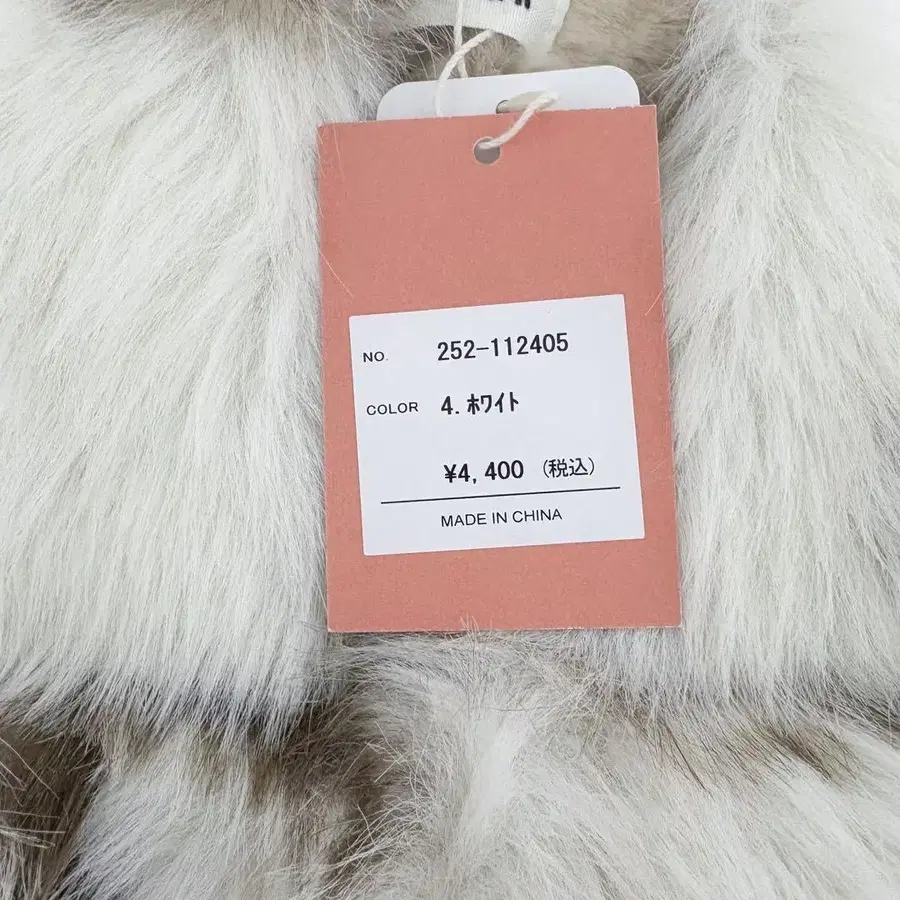 NO. 252-112405
COLOR 4.ﾎﾜｲﾄ
¥4,400 (税込)
MADE IN CHINA